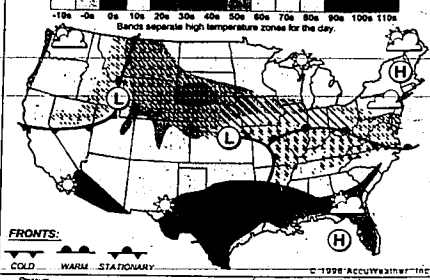 -10s -0s 0s 10s 20s 30s 40s 50s 60s 70s 80s 90s 100s 110s
Bands separate high temperature zones for the day.
H
L
L
H
FRONTS:
COLD WARM STATIONARY
© 1996 AccuWeather, Inc.